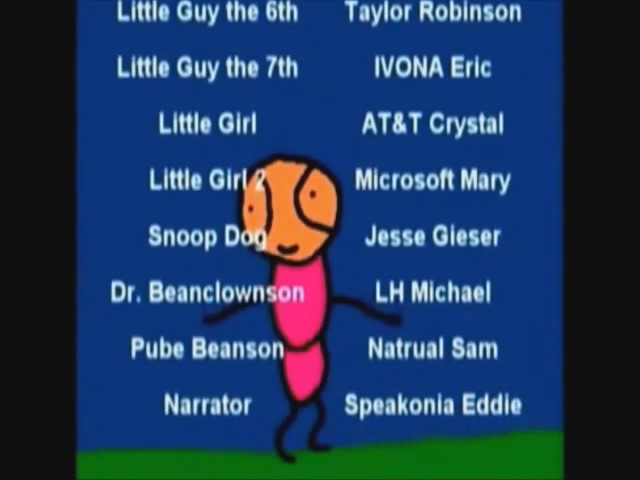 Little Guy the 6th Taylor Robinson
Little Guy the 7th IVONA Eric
Little Girl AT&T Crystal
Little Girl 2 Microsoft Mary
Snoop Dog Jesse Gieser
Dr. Beanclownson LH Michael
Pube Beanson Natrual Sam
Narrator Speakonia Eddie